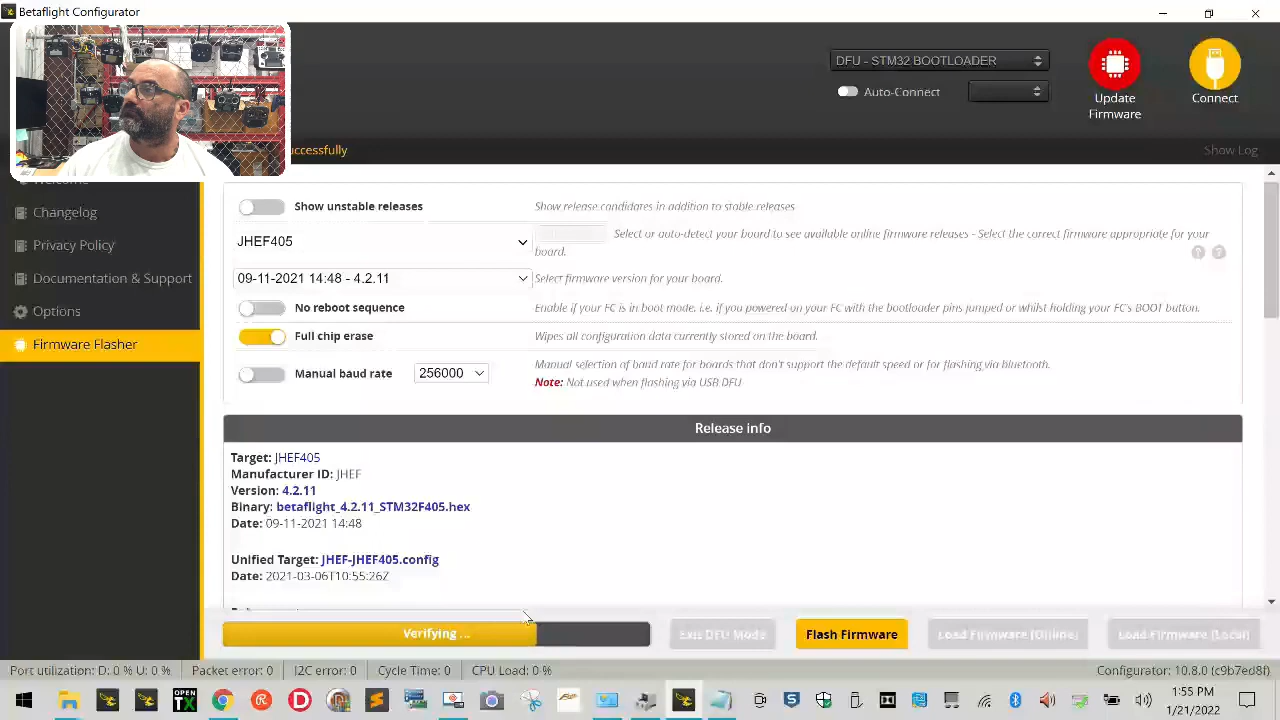 Betaflight Configurator
DFU - STM32 BOOTLOADER
Auto-Connect
Update Firmware
Connect
uccessfully
Show Log
Welcome
Changelog
Privacy Policy
Documentation & Support
Options
Firmware Flasher
Show unstable releases
Show release candidates in addition to stable releases
JHEF405
Select or auto-detect your board to see available online firmware releases - Select the correct firmware appropriate for your
board.
09-11-2021 14:48 - 4.2.11
Select firmware version for your board.
No reboot sequence
Enable if your FC is in boot mode. i.e. if you powered on your FC with the bootloader pins jumped or whilst holding your FC's BOOT button.
Full chip erase
Wipes all configuration data currently stored on the board.
Manual baud rate
256000
Manual selection of baud rate for boards that don't support the default speed or for flashing via bluetooth.
Note: Not used when flashing via USB DFU
Release info
Target: JHEF405
Manufacturer ID: JHEF
Version: 4.2.11
Binary: betaflight_4.2.11_STM32F405.hex
Date: 09-11-2021 14:48
Unified Target: JHEF-JHEF405.config
Date: 2021-03-06T10:55:26Z
Verifying ...
Exit DFU Mode
Flash Firmware
Load Firmware [Online]
Load Firmware [Local]
Port utilization: D: 0 % U: 0 %
Packet error: 0
I2C error: 0
Cycle Time: 0
CPU Load: 0 %
Configurator: 10.8.0 (c9b7ed8f)
OPEN
TX
1:55 PM
1/21/2022